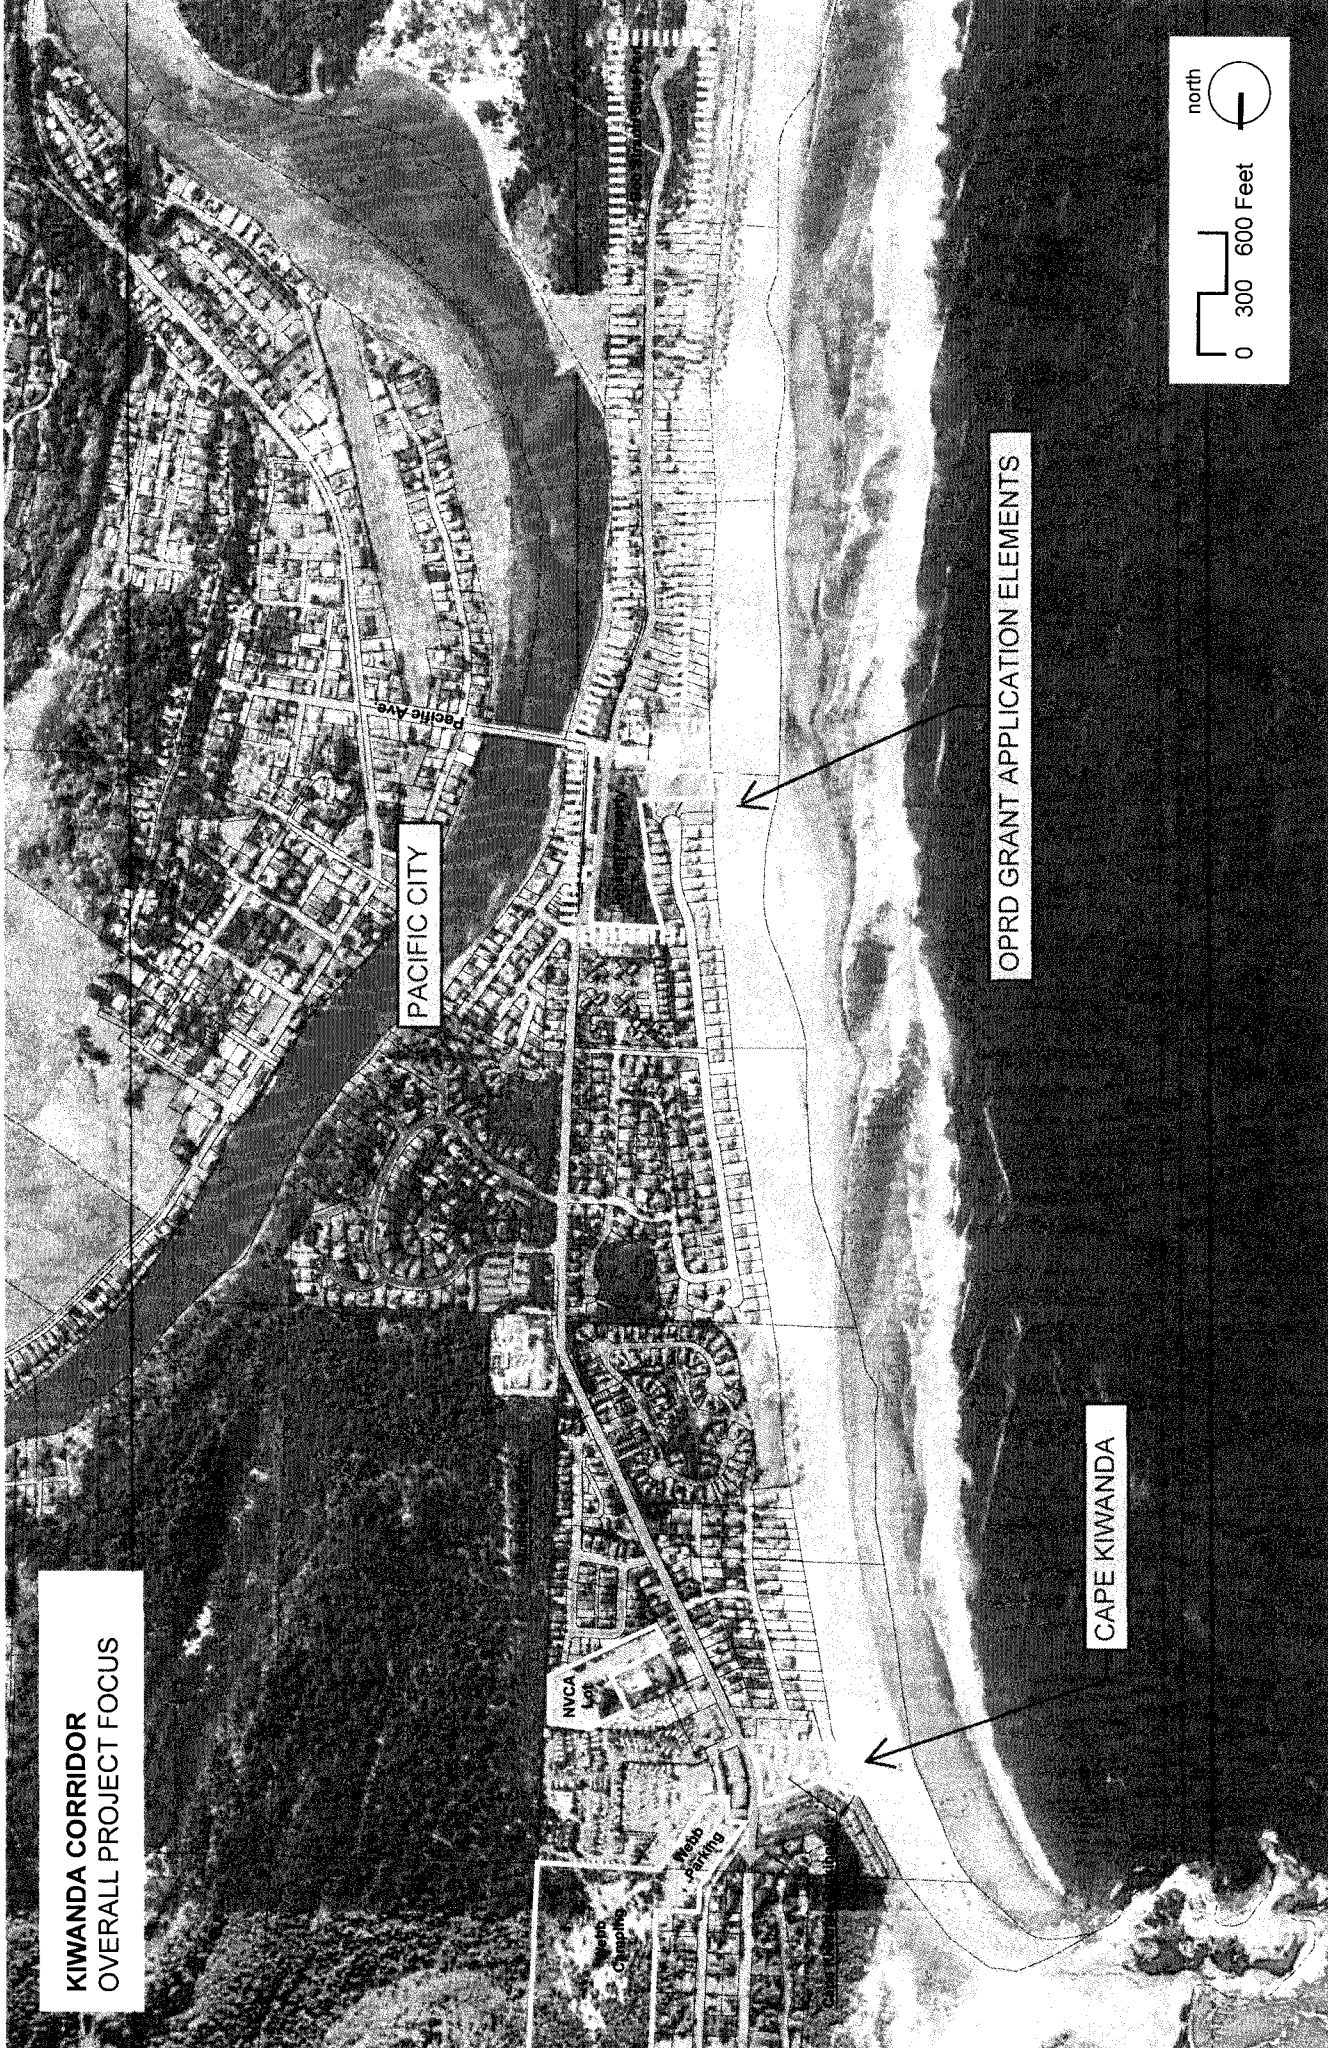 KIWANDA CORRIDOR
OVERALL PROJECT FOCUS
PACIFIC CITY
Pacific Ave.
NVCA
Lot
Webb
Parking
Webb
Camping
CAPE KIWANDA
OPRD GRANT APPLICATION ELEMENTS
north
0 300 600 Feet